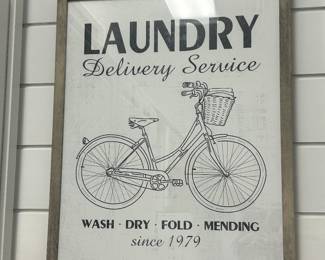 LAUNDRY
Delivery Service
WASH · DRY · FOLD · MENDING
since 1979